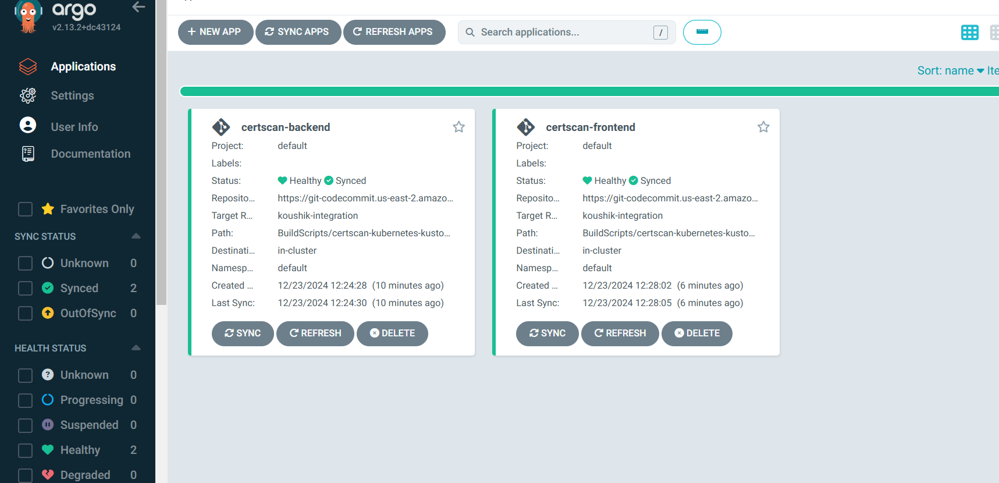 argo
v2.13.2+dc43124
Applications
Settings
User Info
Documentation
Favorites Only
SYNC STATUS
Unknown 0
Synced 2
OutOfSync 0
HEALTH STATUS
Unknown 0
Progressing 0
Suspended 0
Healthy 2
Degraded 0
NEW APP SYNC APPS REFRESH APPS Search applications... /
Sort: name Ite
certscan-backend
Project: default
Labels:
Status: Healthy Synced
Reposito... https://git-codecommit.us-east-2.amazo...
Target R... koushik-integration
Path: BuildScripts/certscan-kubernetes-kusto...
Destinati... in-cluster
Namesp... default
Created ... 12/23/2024 12:24:28 (10 minutes ago)
Last Sync: 12/23/2024 12:24:30 (10 minutes ago)
SYNC REFRESH DELETE
certscan-frontend
Project: default
Labels:
Status: Healthy Synced
Reposito... https://git-codecommit.us-east-2.amazo...
Target R... koushik-integration
Path: BuildScripts/certscan-kubernetes-kusto...
Destinati... in-cluster
Namesp... default
Created ... 12/23/2024 12:28:02 (6 minutes ago)
Last Sync: 12/23/2024 12:28:05 (6 minutes ago)
SYNC REFRESH DELETE